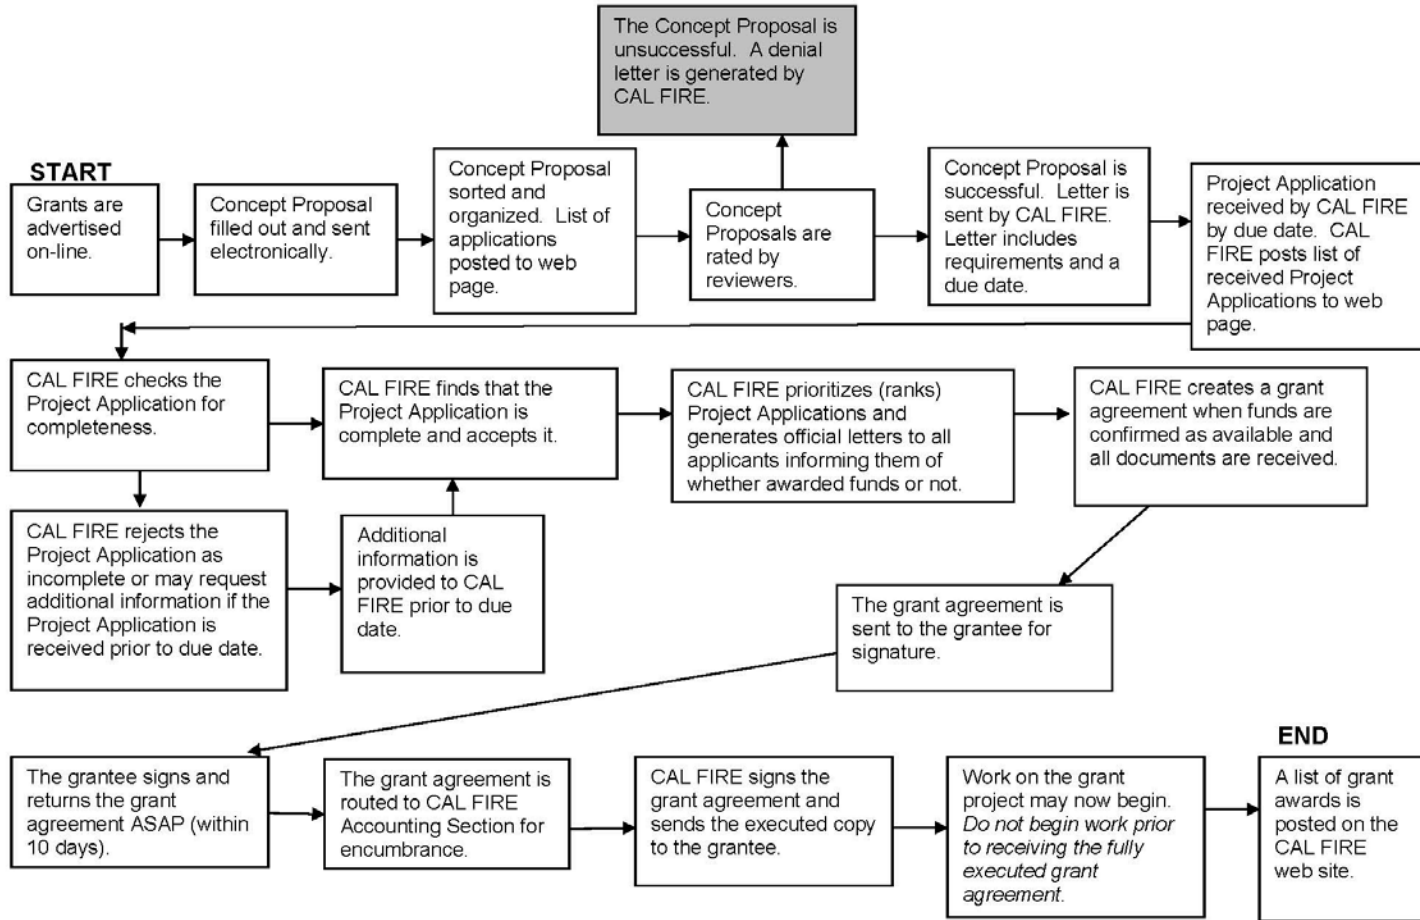 The Concept Proposal is
unsuccessful.  A denial
letter is generated by
CAL FIRE.
START
Grants are
advertised
on-line.
Concept Proposal
filled out and sent
electronically.
Concept Proposal
sorted and
organized.  List of
applications
posted to web
page.
Concept
Proposals are
rated by
reviewers.
Concept Proposal is
successful.  Letter is
sent by CAL FIRE.
Letter includes
requirements and a
due date.
Project Application
received by CAL FIRE
by due date.  CAL
FIRE posts list of
received Project
Applications to web
page.
CAL FIRE checks the
Project Application for
completeness.
CAL FIRE finds that the
Project Application is
complete and accepts it.
CAL FIRE prioritizes (ranks)
Project Applications and
generates official letters to all
applicants informing them of
whether awarded funds or not.
CAL FIRE creates a grant
agreement when funds are
confirmed as available and
all documents are received.
CAL FIRE rejects the
Project Application as
incomplete or may request
additional information if the
Project Application is
received prior to due date.
Additional
information is
provided to CAL
FIRE prior to due
date.
The grant agreement is
sent to the grantee for
signature.
The grantee signs and
returns the grant
agreement ASAP (within
10 days).
The grant agreement is
routed to CAL FIRE
Accounting Section for
encumbrance.
CAL FIRE signs the
grant agreement and
sends the executed copy
to the grantee.
Work on the grant
project may now begin.
Do not begin work prior
to receiving the fully
executed grant
agreement.
END
A list of grant
awards is
posted on the
CAL FIRE
web site.